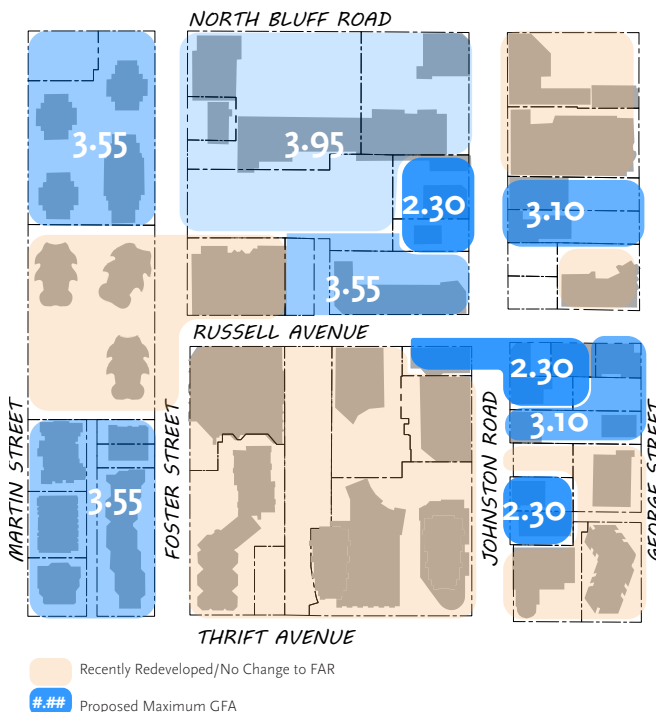 NORTH BLUFF ROAD
3.55
3.95
2.30
3.10
3.55
RUSSELL AVENUE
2.30
3.10
MARTIN STREET
3.55
FOSTER STREET
JOHNSTON ROAD
2.30
GEORGE STREET
THRIFT AVENUE
Recently Redeveloped/No Change to FAR
#.## Proposed Maximum GFA